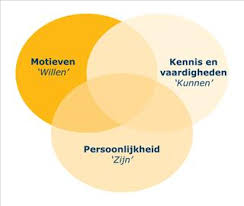 Motieven
'Willen'
Kennis en
vaardigheden
'Kunnen'
Persoonlijkheid
'Zijn'